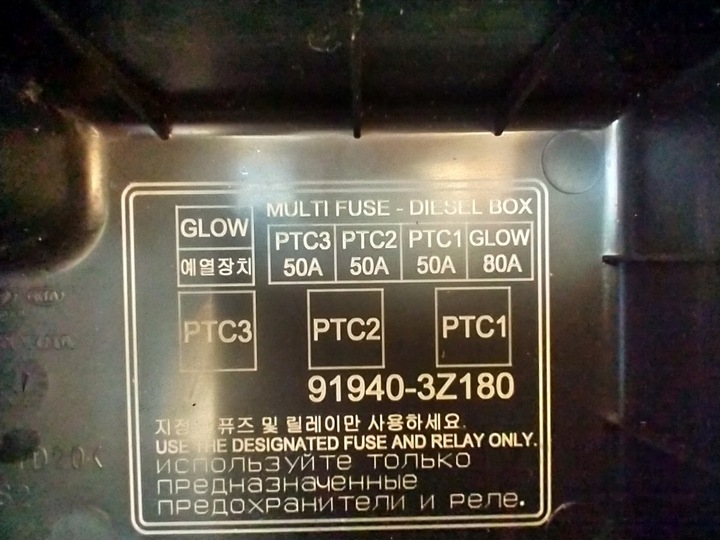 MULTI FUSE - DIESEL BOX
GLOW
예열장치
PTC3 PTC2 PTC1 GLOW
50A 50A 50A 80A
PTC3 PTC2 PTC1
91940-3Z180
퓨즈 및 릴레이만 사용하세요.
USE THE DESIGNATED FUSE AND RELAY ONLY.
используйте только
предназначенные
предохранители и реле.